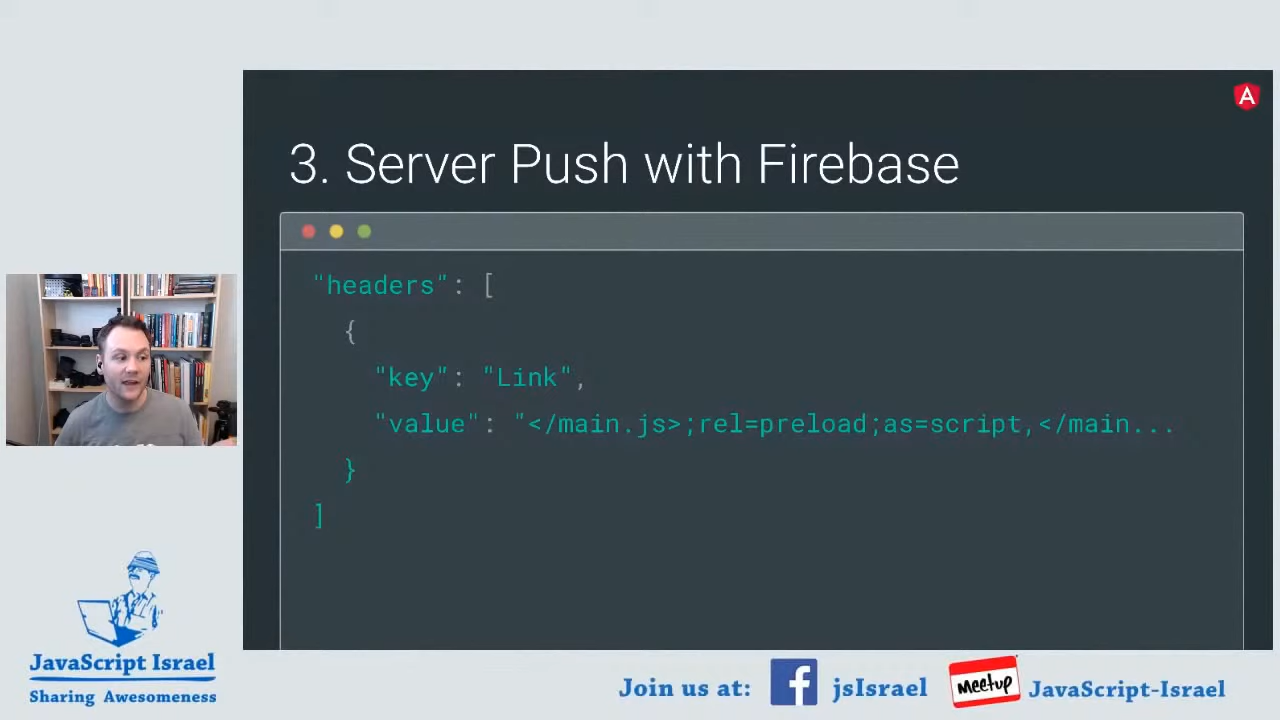 A
3. Server Push with Firebase
"headers": [
{
"key": "Link",
"value": "</main.js>;rel=preload;as=script,</main...
}
]
JavaScript Israel
Sharing Awesomeness
Join us at:
f
jsIsrael
Meetup
JavaScript-Israel